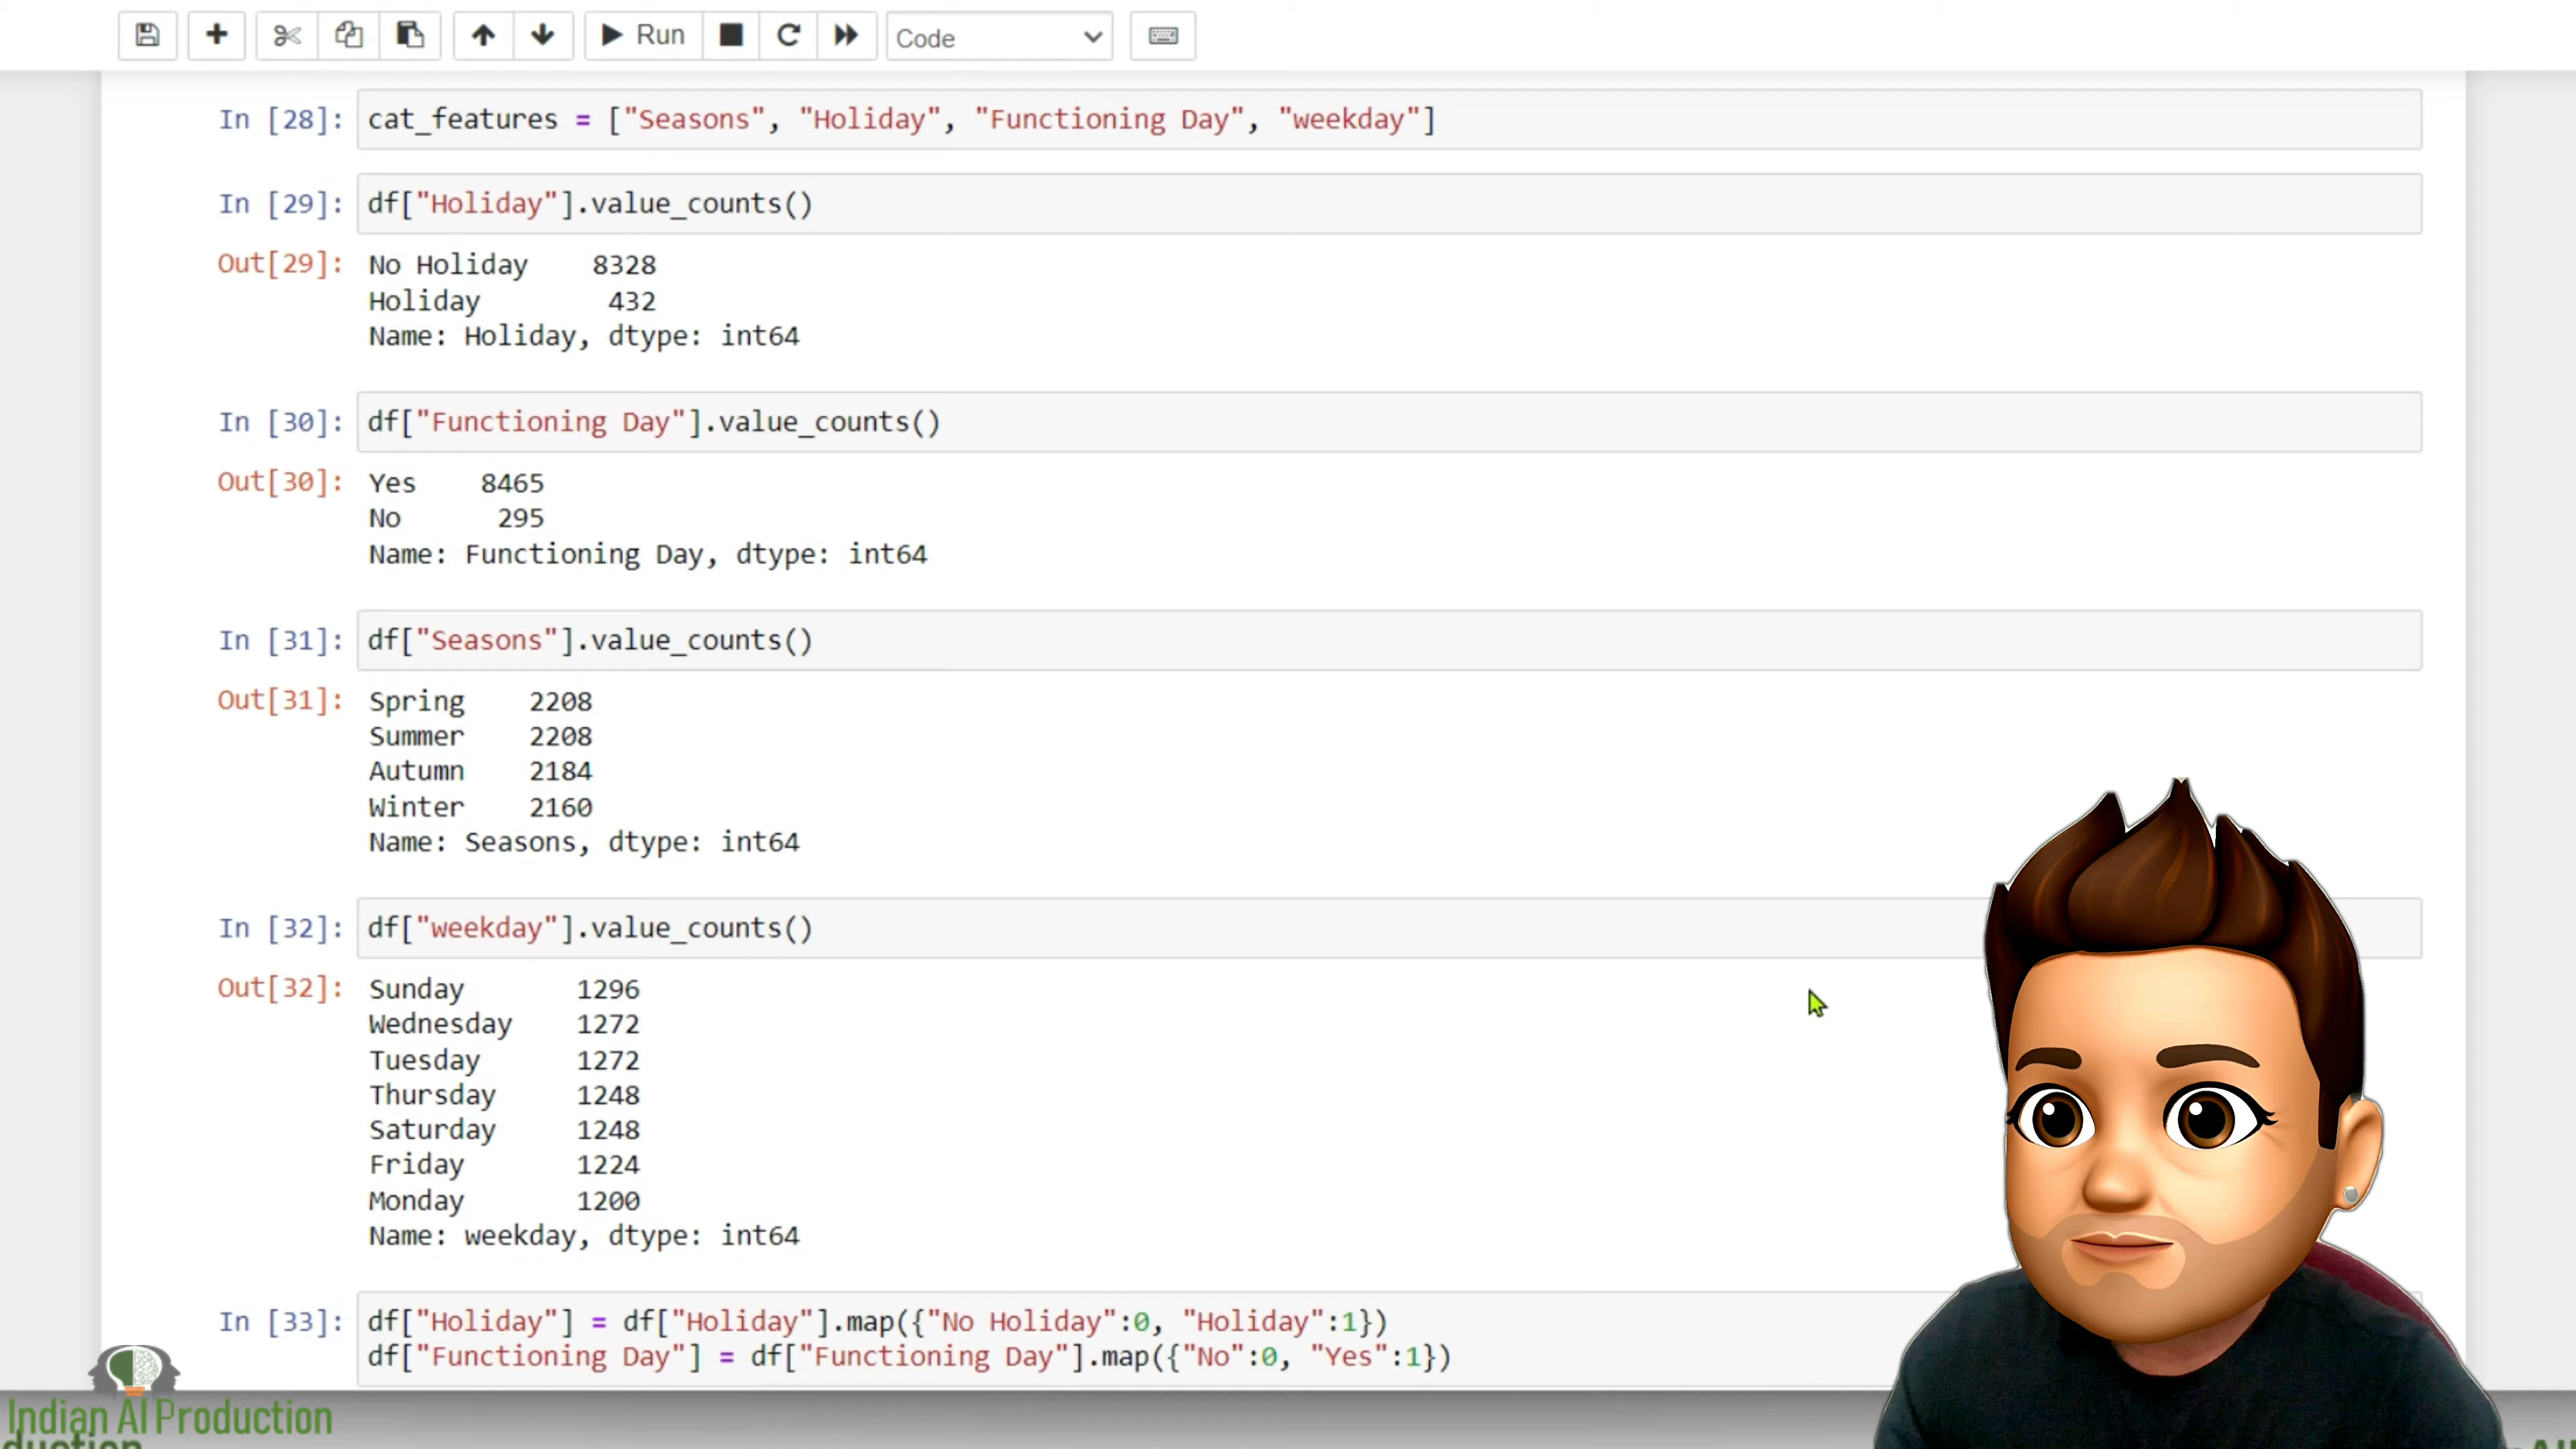 Run
Code
In [28]: cat_features = ["Seasons", "Holiday", "Functioning Day", "weekday"]
In [29]: df["Holiday"].value_counts()
Out[29]: No Holiday 8328
Holiday 432
Name: Holiday, dtype: int64
In [30]: df["Functioning Day"].value_counts()
Out[30]: Yes 8465
No 295
Name: Functioning Day, dtype: int64
In [31]: df["Seasons"].value_counts()
Out[31]: Spring 2208
Summer 2208
Autumn 2184
Winter 2160
Name: Seasons, dtype: int64
In [32]: df["weekday"].value_counts()
Out[32]: Sunday 1296
Wednesday 1272
Tuesday 1272
Thursday 1248
Saturday 1248
Friday 1224
Monday 1200
Name: weekday, dtype: int64
In [33]: df["Holiday"] = df["Holiday"].map({"No Holiday":0, "Holiday":1})
df["Functioning Day"] = df["Functioning Day"].map({"No":0, "Yes":1})
Indian AI Production